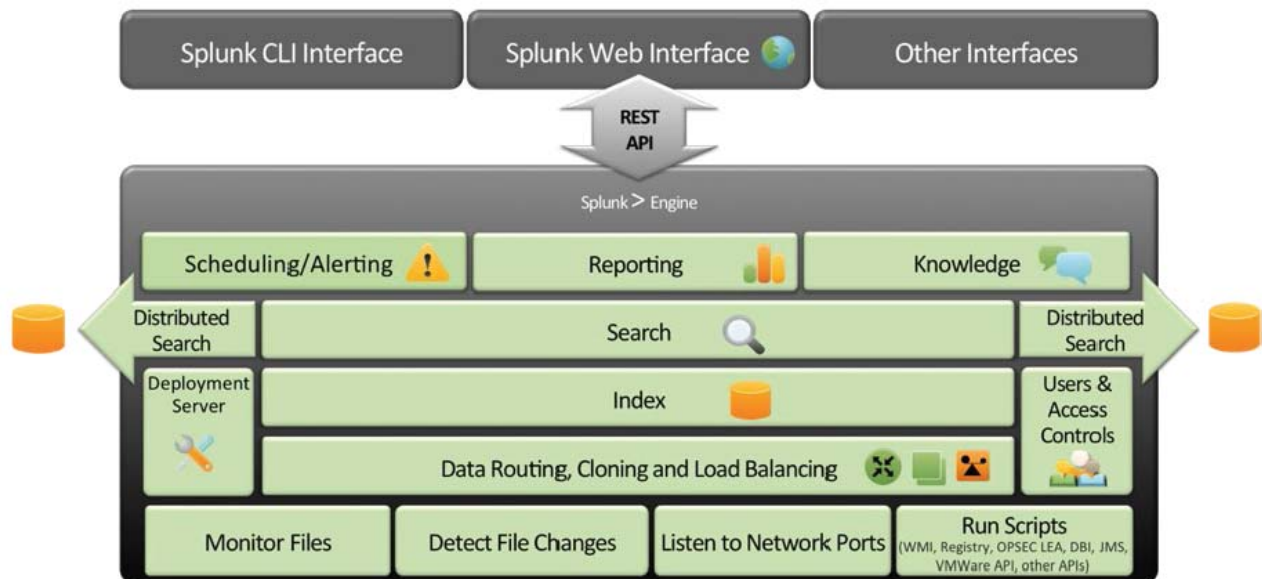 Splunk CLI Interface
Splunk Web Interface
Other Interfaces
REST
API
Splunk > Engine
Scheduling/Alerting
Reporting
Knowledge
Distributed
Search
Search
Distributed
Search
Deployment
Server
Index
Users &
Access
Controls
Data Routing, Cloning and Load Balancing
Monitor Files
Detect File Changes
Listen to Network Ports
Run Scripts
(WMI, Registry, OPSEC LEA, DBI, JMS,
VMWare API, other APIs)